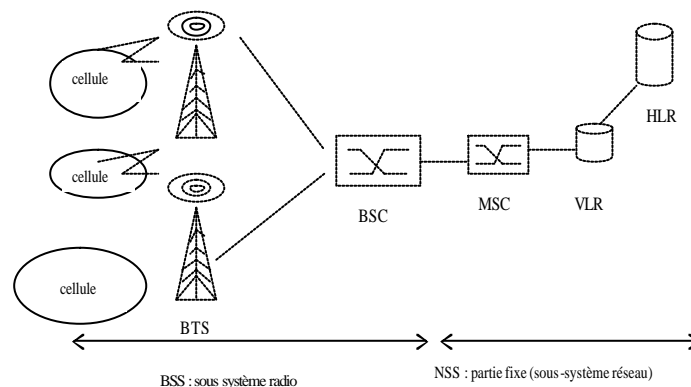 cellule
HLR
cellule
BSC
MSC
VLR
cellule
BTS
BSS : sous système radio
NSS : partie fixe (sous-système réseau)